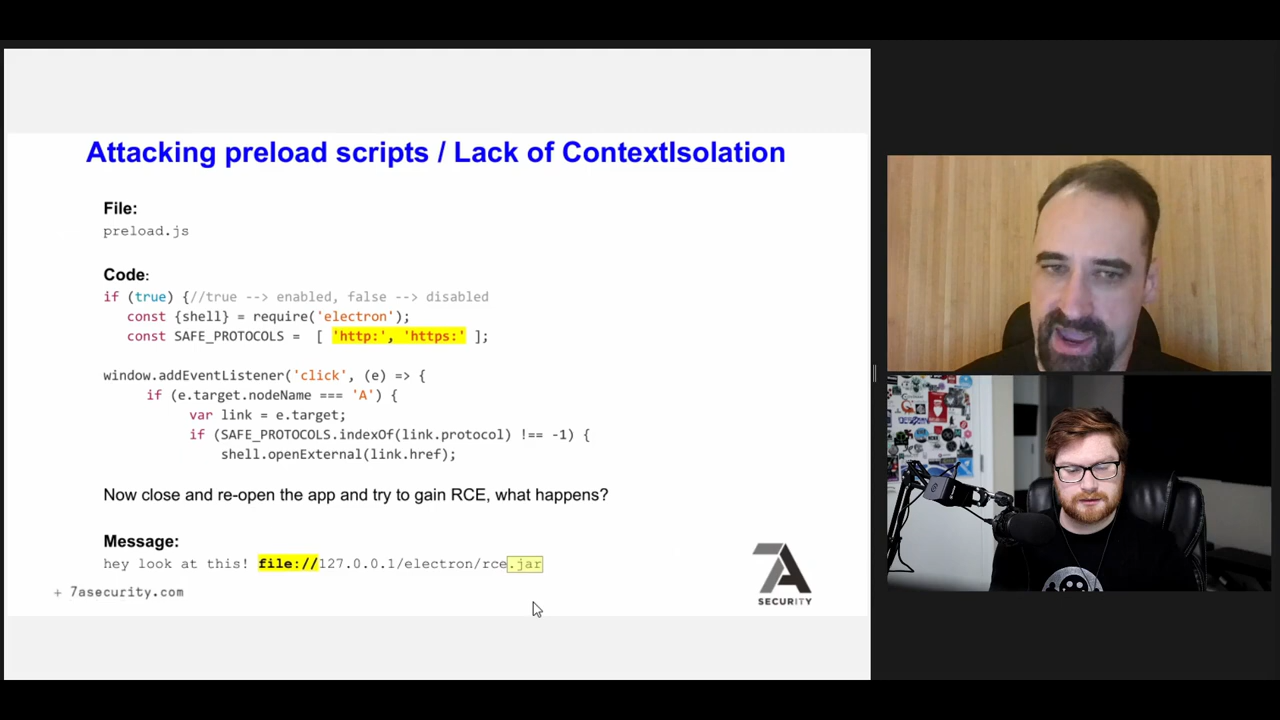 Attacking preload scripts / Lack of ContextIsolation
File:
preload.js
Code:
if (true) {//true --> enabled, false --> disabled
const {shell} = require('electron');
const SAFE_PROTOCOLS = [ 'http:', 'https:' ];
window.addEventListener('click', (e) => {
if (e.target.nodeName === 'A') {
var link = e.target;
if (SAFE_PROTOCOLS.indexOf(link.protocol) !== -1) {
shell.openExternal(link.href);
Now close and re-open the app and try to gain RCE, what happens?
Message:
hey look at this! file://127.0.0.1/electron/rce.jar
+ 7asecurity.com
7A
SECURITY